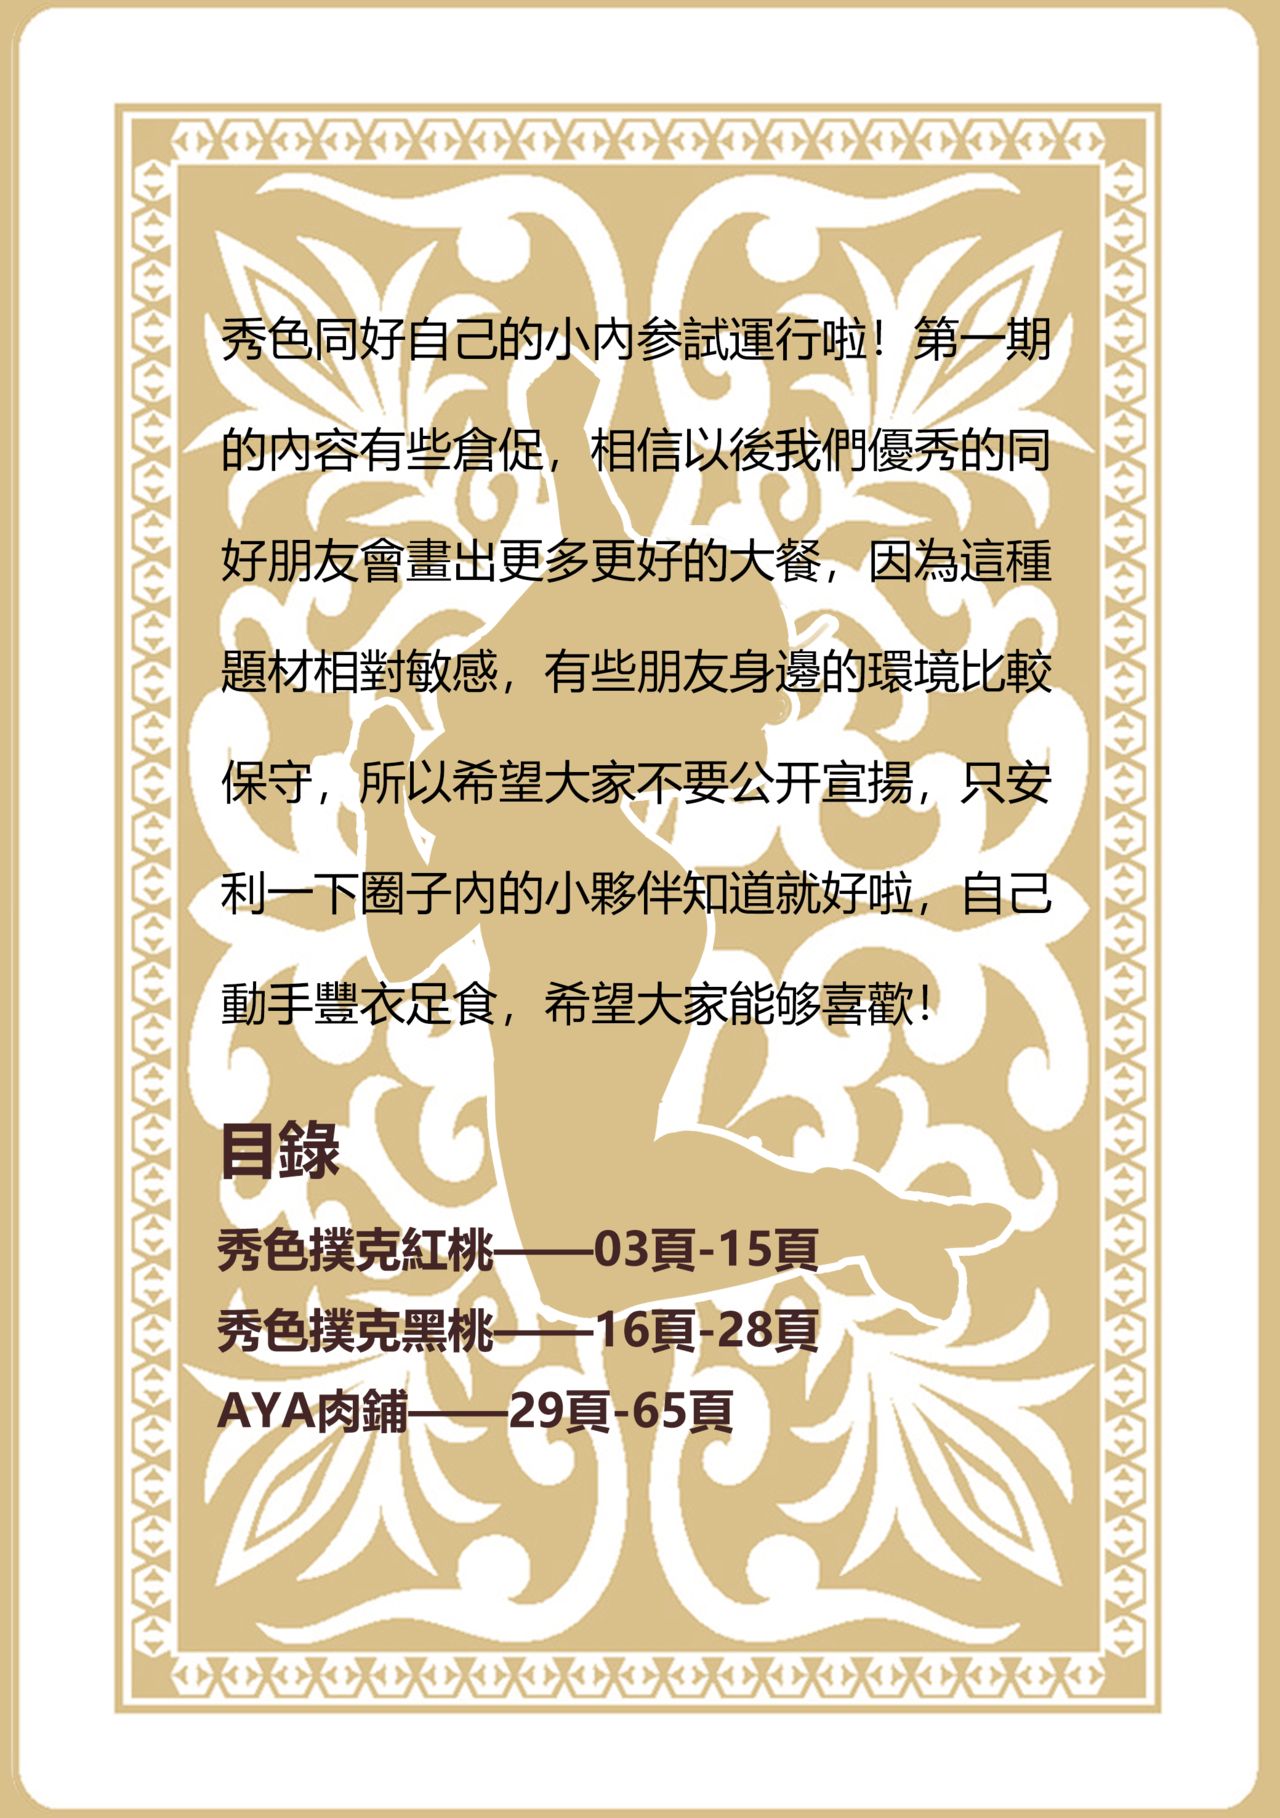 秀色同好自己的小內参試運行啦！第一期
的內容有些倉促，相信以後我們優秀的同
好朋友會畫出更多更好的大餐，因為這種
題材相對敏感，有些朋友身邊的環境比較
保守，所以希望大家不要公开宣揚，只安
利一下圈子內的小夥伴知道就好啦，自己
動手豐衣足食，希望大家能够喜歡！
目錄
秀色撲克紅桃——03頁-15頁
秀色撲克黑桃——16頁-28頁
AYA肉鋪——29頁-65頁